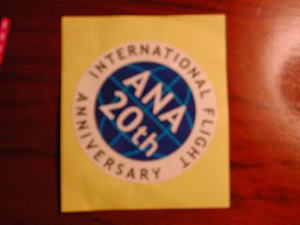 INTERNATIONAL FLIGHT
ANA
20th
ANNIVERSARY